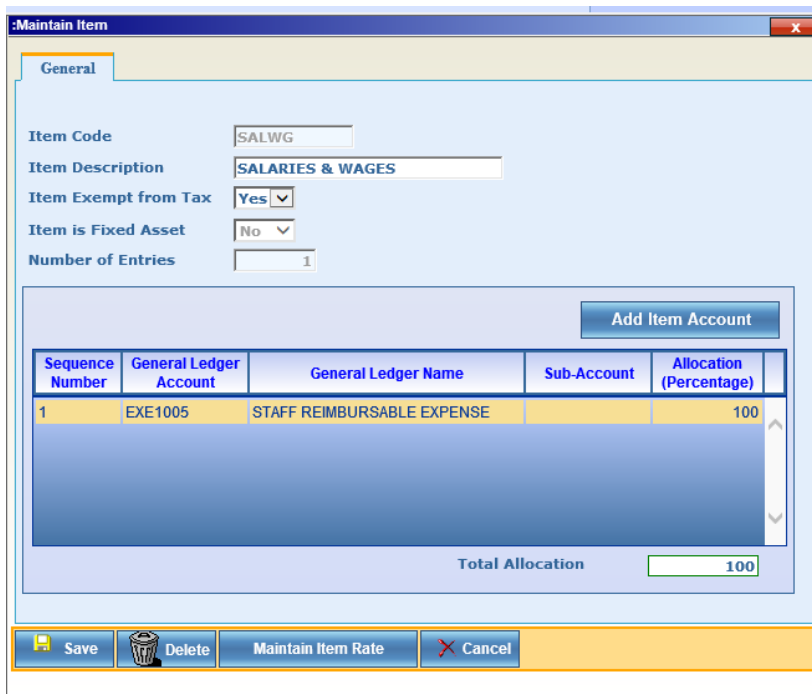 :Maintain Item
x
General
Item Code SALWG
Item Description SALARIES & WAGES
Item Exempt from Tax Yes
Item is Fixed Asset No
Number of Entries 1
Add Item Account
Sequence Number General Ledger Account General Ledger Name Sub-Account Allocation (Percentage)
1 EXE1005 STAFF REIMBURSABLE EXPENSE 100
Total Allocation 100
Save Delete Maintain Item Rate Cancel